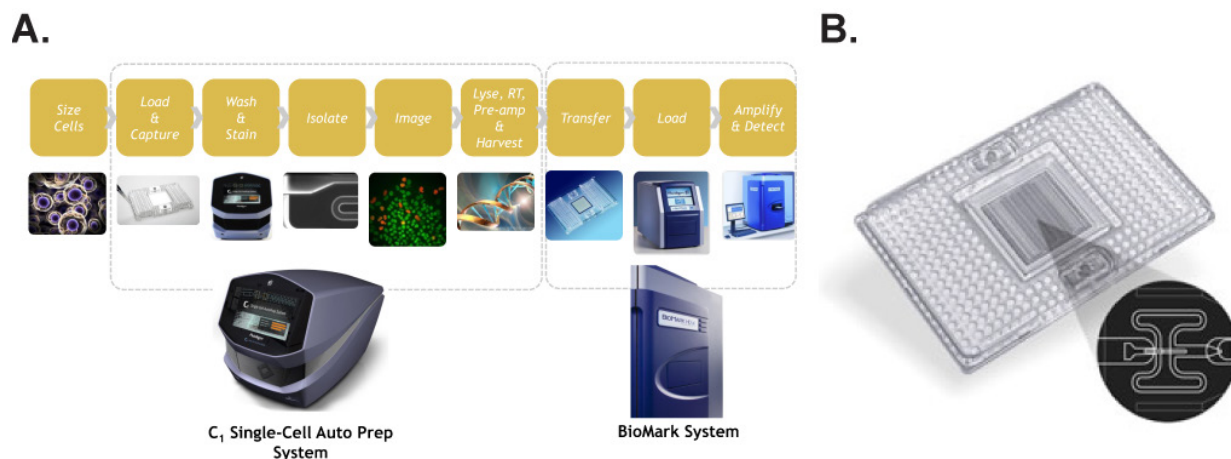 A.
B.
Size
Cells
Load
&
Capture
Wash
&
Stain
Isolate
Image
Lyse, RT,
Pre-amp
&
Harvest
Transfer
Load
Amplify
& Detect
C₁ Single-Cell Auto Prep
System
BioMark System